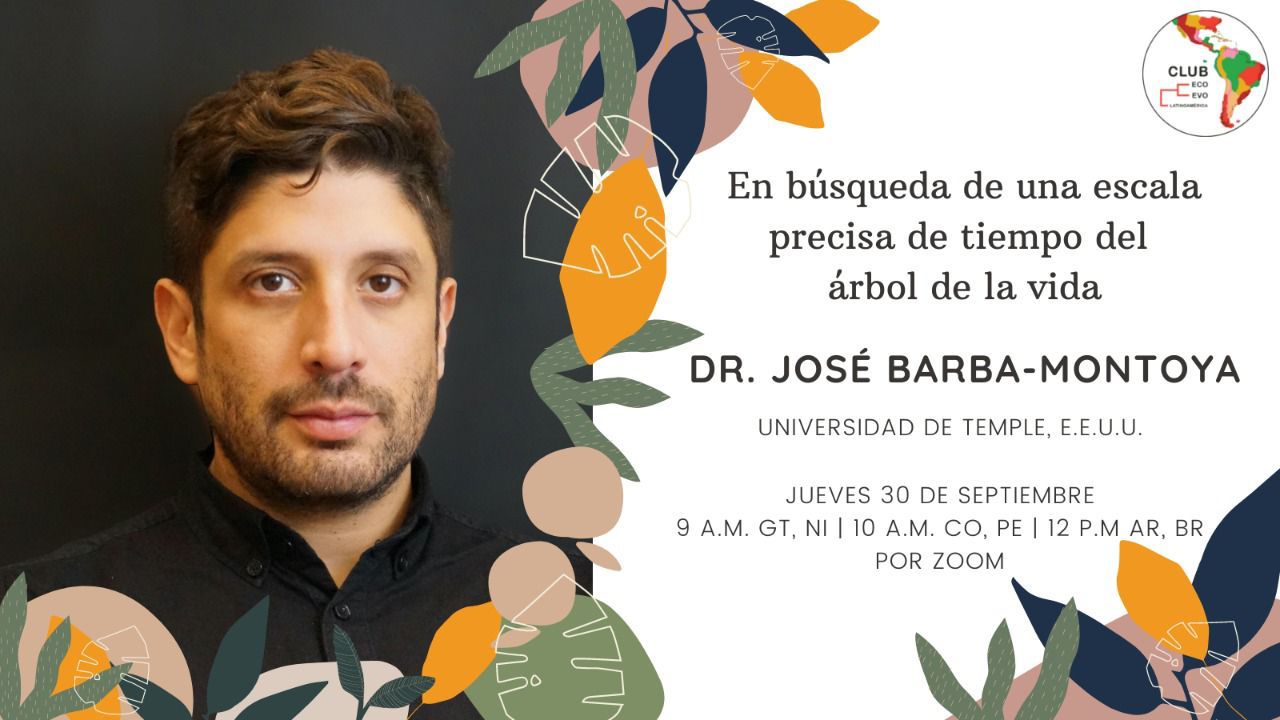 CLUB
ECO
EVO
LATINOAMÉRICA
En búsqueda de una escala
precisa de tiempo del
árbol de la vida
DR. JOSÉ BARBA-MONTOYA
UNIVERSIDAD DE TEMPLE, E.E.U.U.
JUEVES 30 DE SEPTIEMBRE
9 A.M. GT, NI | 10 A.M. CO, PE | 12 P.M AR, BR
POR ZOOM